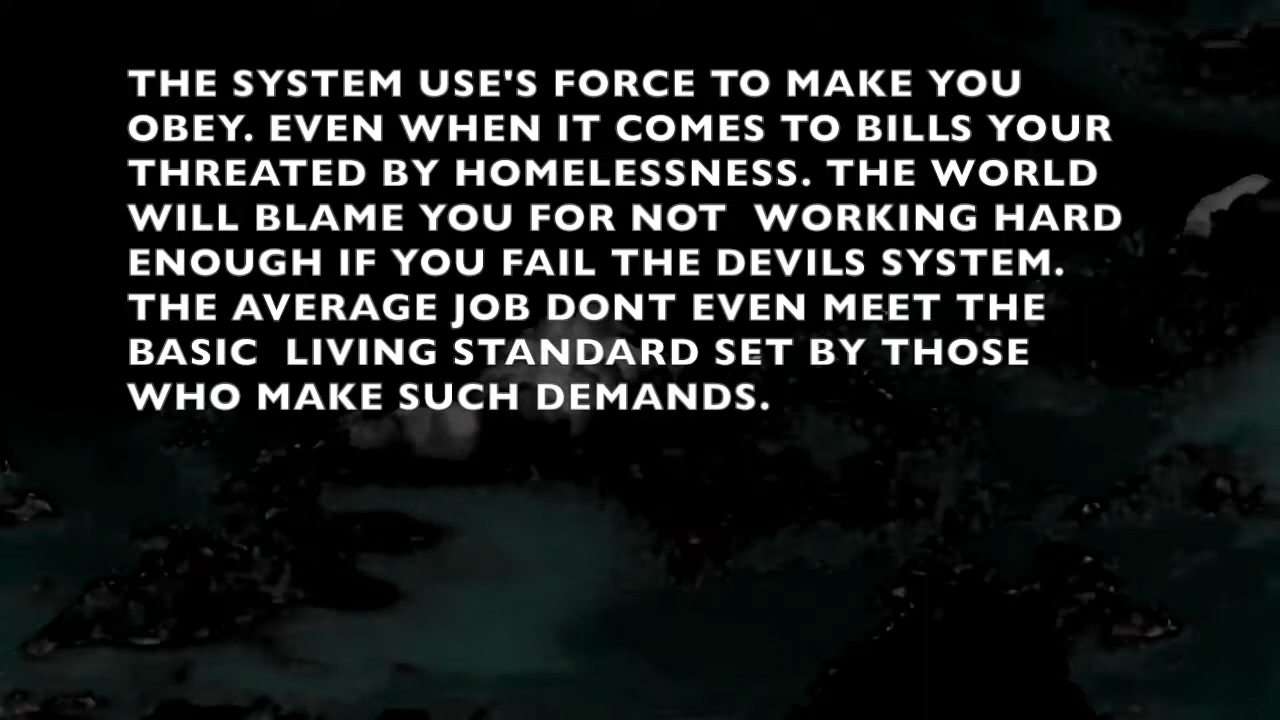 THE SYSTEM USE'S FORCE TO MAKE YOU
OBEY. EVEN WHEN IT COMES TO BILLS YOUR
THREATED BY HOMELESSNESS. THE WORLD
WILL BLAME YOU FOR NOT  WORKING HARD
ENOUGH IF YOU FAIL THE DEVILS SYSTEM.
THE AVERAGE JOB DONT EVEN MEET THE
BASIC  LIVING STANDARD SET BY THOSE
WHO MAKE SUCH DEMANDS.